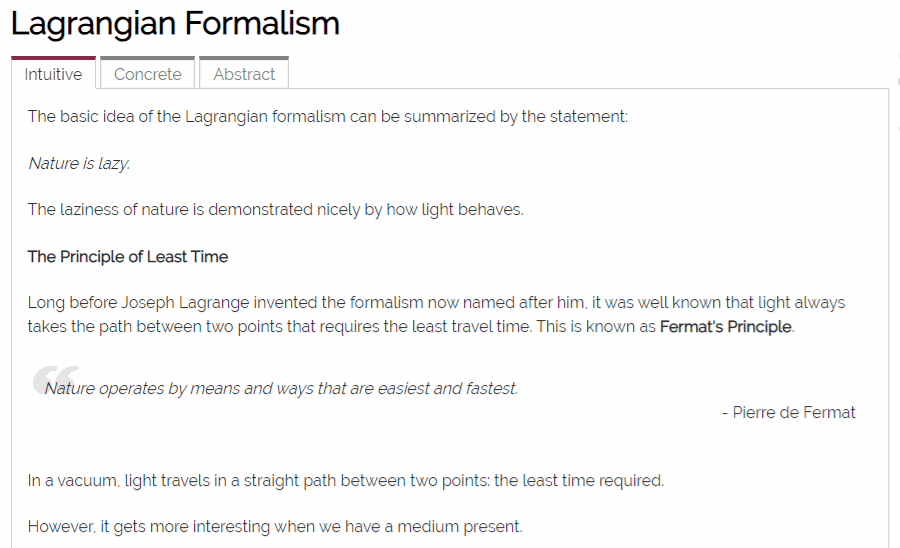 Lagrangian Formalism
Intuitive Concrete Abstract
The basic idea of the Lagrangian formalism can be summarized by the statement:
Nature is lazy.
The laziness of nature is demonstrated nicely by how light behaves.
The Principle of Least Time
Long before Joseph Lagrange invented the formalism now named after him, it was well known that light always
takes the path between two points that requires the least travel time. This is known as Fermat's Principle.
“Nature operates by means and ways that are easiest and fastest.
- Pierre de Fermat
In a vacuum, light travels in a straight path between two points: the least time required.
However, it gets more interesting when we have a medium present.